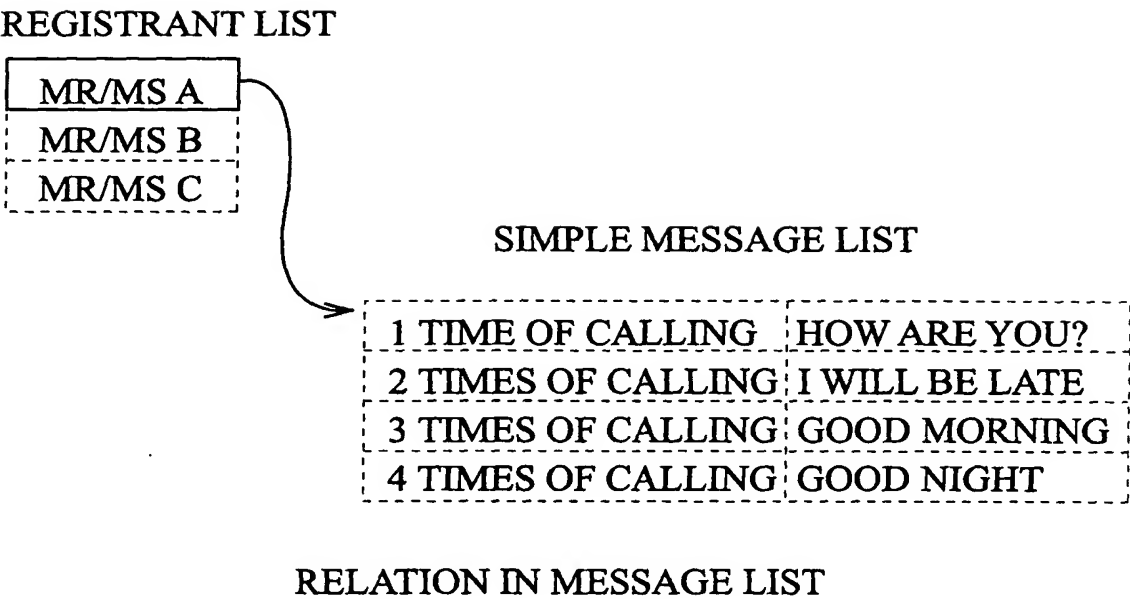 REGISTRANT LIST
MR/MS A
MR/MS B
MR/MS C
SIMPLE MESSAGE LIST
1 TIME OF CALLING HOW ARE YOU?
2 TIMES OF CALLING I WILL BE LATE
3 TIMES OF CALLING GOOD MORNING
4 TIMES OF CALLING GOOD NIGHT
RELATION IN MESSAGE LIST